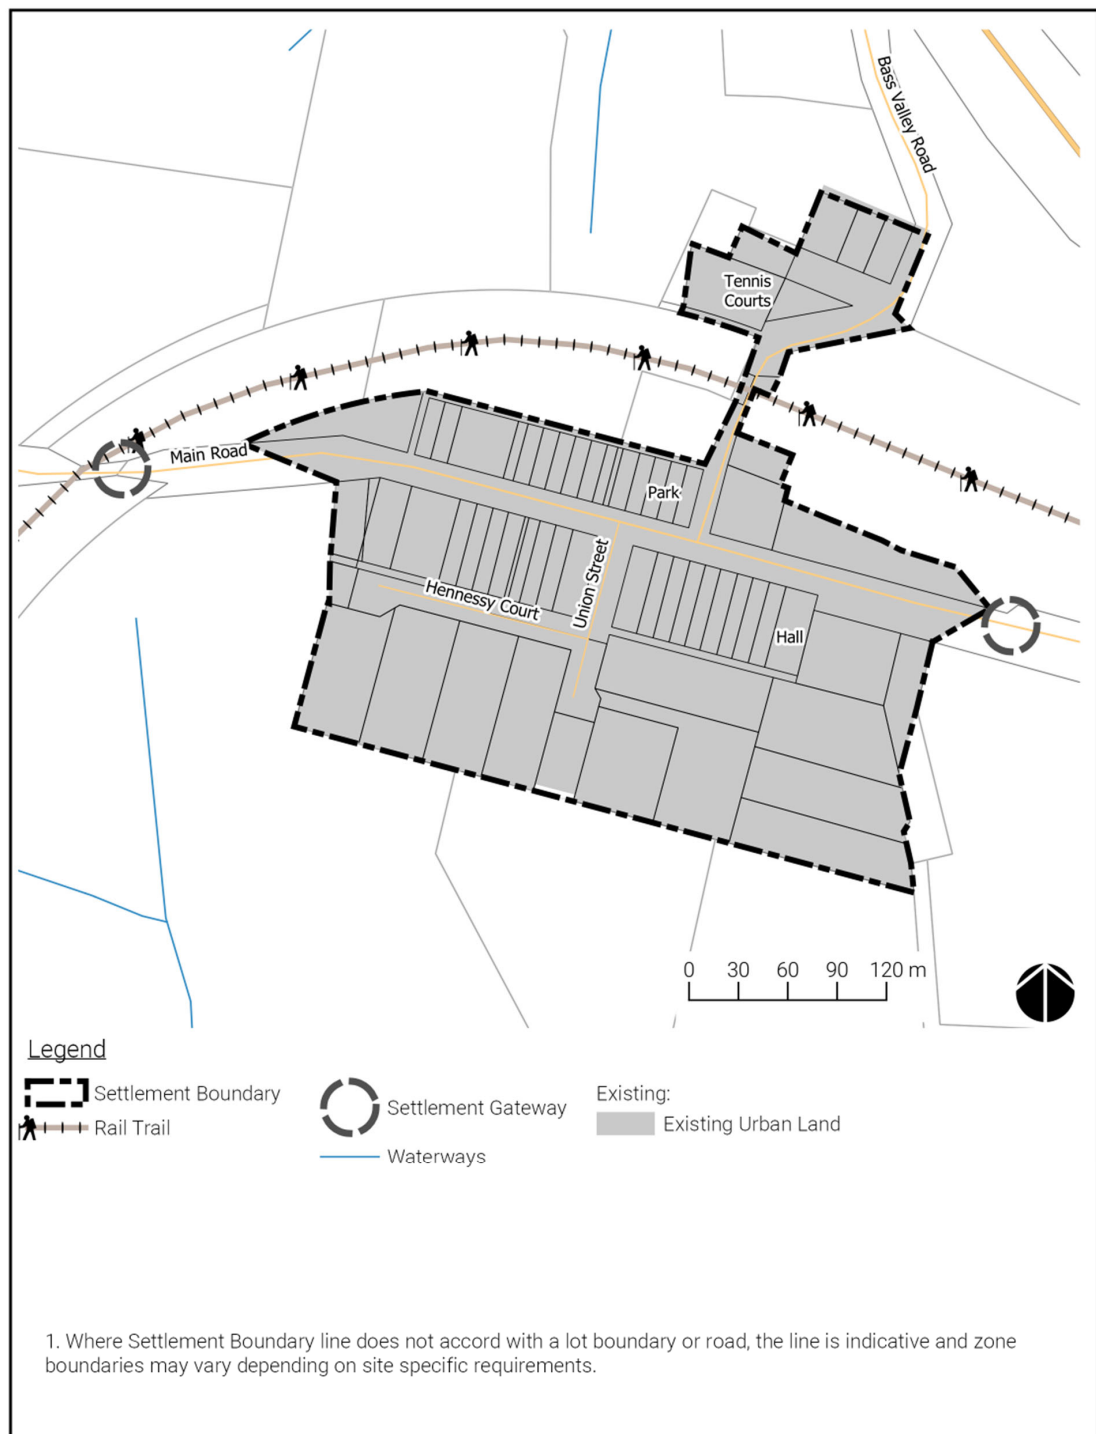 Bass Valley Road
Tennis
Courts
Main Road
Park
Union Street
Hennessy Court
Hall
0 30 60 90 120 m
Legend
Settlement Boundary
Rail Trail
Settlement Gateway
Waterways
Existing:
Existing Urban Land
1. Where Settlement Boundary line does not accord with a lot boundary or road, the line is indicative and zone
boundaries may vary depending on site specific requirements.